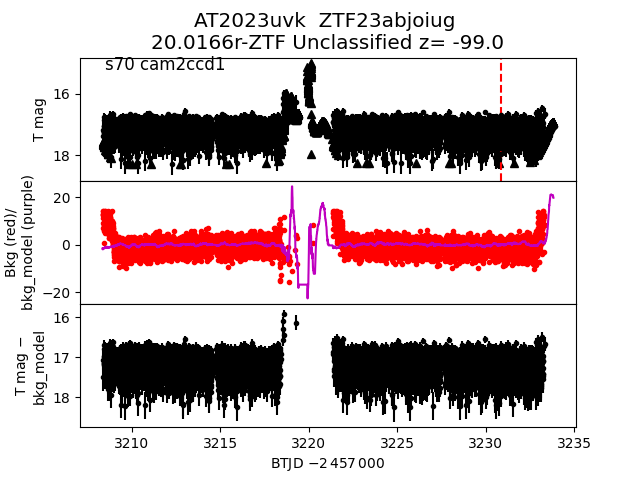 AT2023uvk  ZTF23abjoiug
20.0166r-ZTF Unclassified z= -99.0
s70 cam2ccd1
T mag
16
18
Bkg (red)/
bkg_model (purple)
20
0
−20
T mag −
bkg_model
16
17
18
3210 3215 3220 3225 3230 3235
BTJD −2 457 000